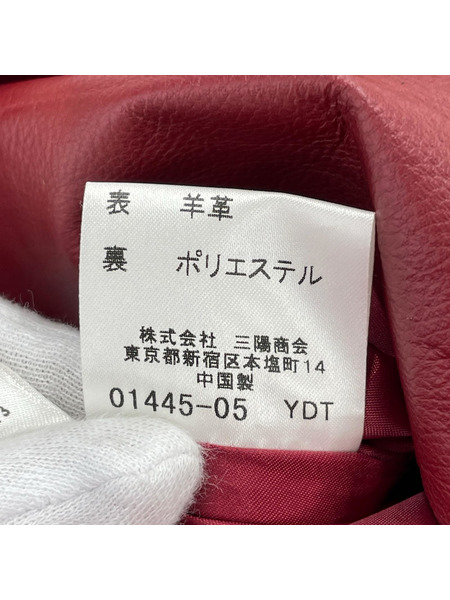 表 羊革
裏 ポリエステル
株式会社 三陽商会
東京都新宿区本塩町14
中国製
01445-05 YDT